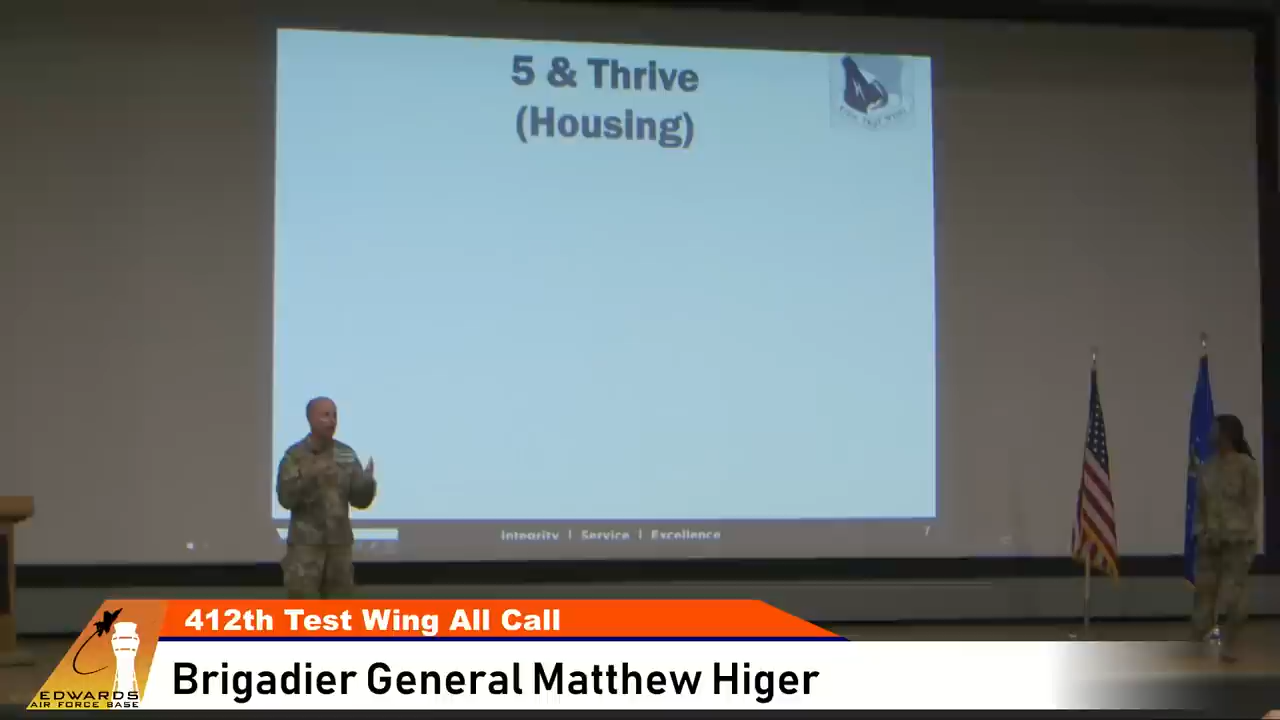 5 & Thrive
(Housing)
Integrity | Service | Excellence
7
412th Test Wing All Call
Brigadier General Matthew Higer
EDWARDS
AIR FORCE BASE